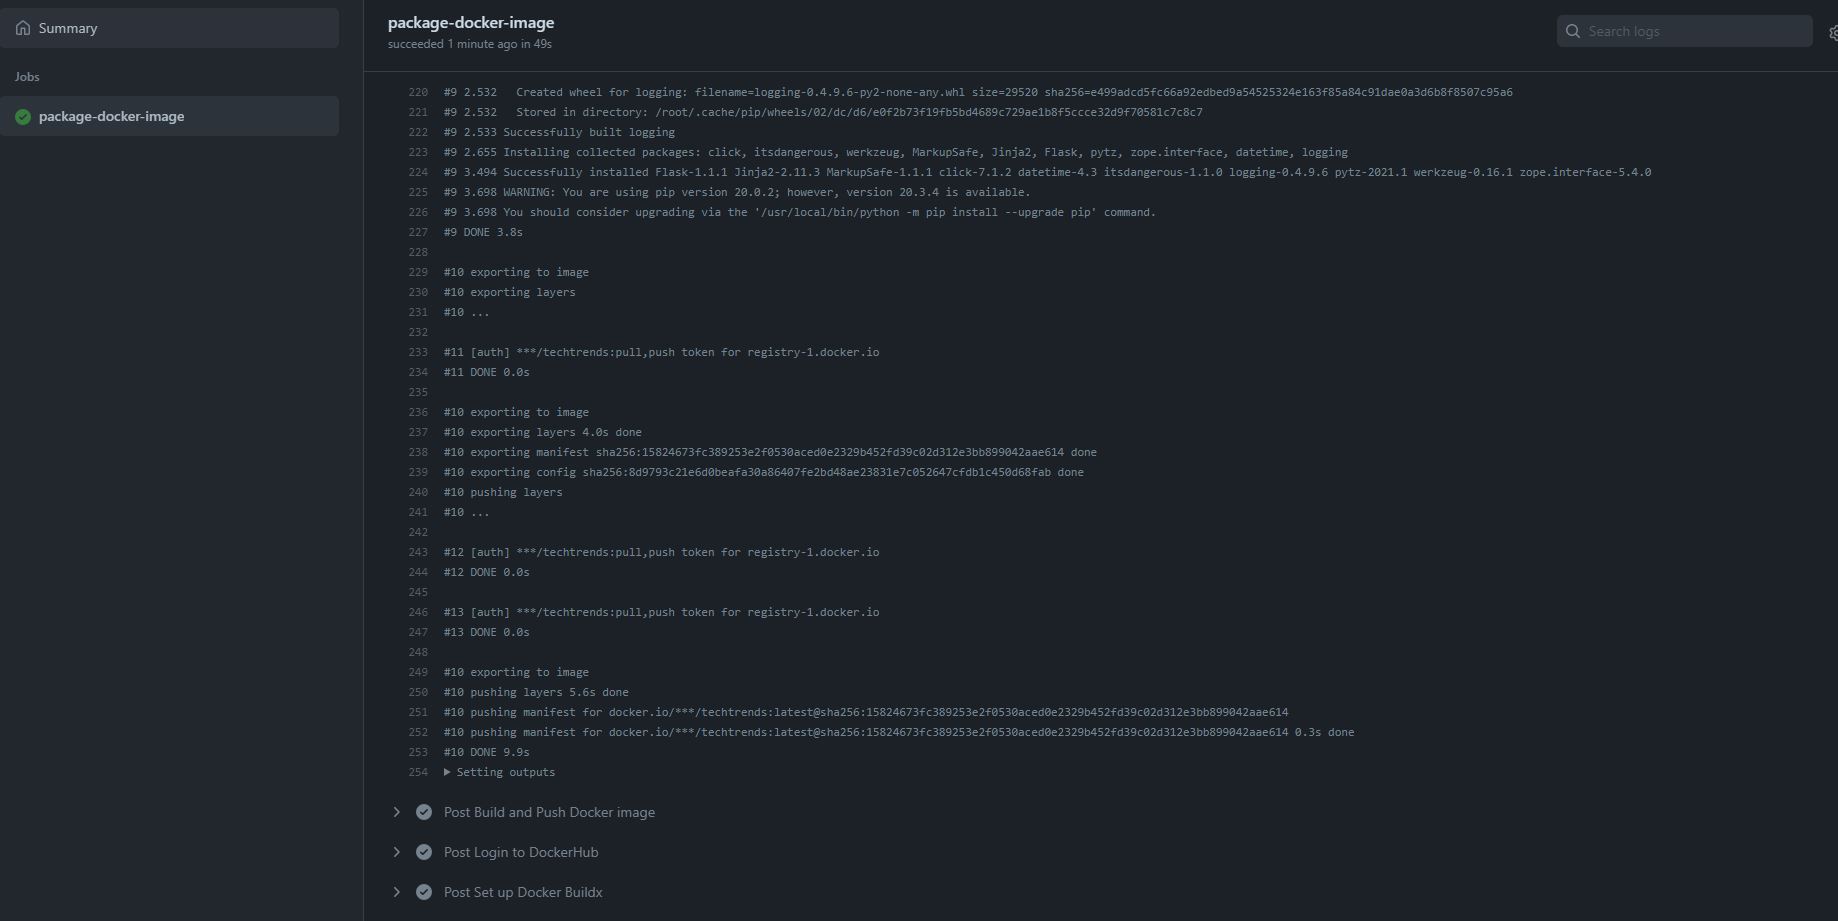 Summary
Jobs
package-docker-image
package-docker-image
succeeded 1 minute ago in 49s
Search logs
220 #9 2.532   Created wheel for logging: filename=logging-0.4.9.6-py2-none-any.whl size=29520 sha256=e499adcd5fc66a92edbed9a54525324e163f85a84c91dae0a3d6b8f8507c95a6
221 #9 2.532   Stored in directory: /root/.cache/pip/wheels/02/dc/d6/e0f2b73f19fb5bd4689c729ae1b8f5ccce32d9f70581c7c8c7
222 #9 2.533 Successfully built logging
223 #9 2.655 Installing collected packages: click, itsdangerous, werkzeug, MarkupSafe, Jinja2, Flask, pytz, zope.interface, datetime, logging
224 #9 3.494 Successfully installed Flask-1.1.1 Jinja2-2.11.3 MarkupSafe-1.1.1 click-7.1.2 datetime-4.3 itsdangerous-1.1.0 logging-0.4.9.6 pytz-2021.1 werkzeug-0.16.1 zope.interface-5.4.0
225 #9 3.698 WARNING: You are using pip version 20.0.2; however, version 20.3.4 is available.
226 #9 3.698 You should consider upgrading via the '/usr/local/bin/python -m pip install --upgrade pip' command.
227 #9 DONE 3.8s
228
229 #10 exporting to image
230 #10 exporting layers
231 #10 ...
232
233 #11 [auth] ***/techtrends:pull,push token for registry-1.docker.io
234 #11 DONE 0.0s
235
236 #10 exporting to image
237 #10 exporting layers 4.0s done
238 #10 exporting manifest sha256:15824673fc389253e2f0530aced0e2329b452fd39c02d312e3bb899042aae614 done
239 #10 exporting config sha256:8d9793c21e6d0beafa30a86407fe2bd48ae23831e7c052647cfdb1c450d68fab done
240 #10 pushing layers
241 #10 ...
242
243 #12 [auth] ***/techtrends:pull,push token for registry-1.docker.io
244 #12 DONE 0.0s
245
246 #13 [auth] ***/techtrends:pull,push token for registry-1.docker.io
247 #13 DONE 0.0s
248
249 #10 exporting to image
250 #10 pushing layers 5.6s done
251 #10 pushing manifest for docker.io/***/techtrends:latest@sha256:15824673fc389253e2f0530aced0e2329b452fd39c02d312e3bb899042aae614
252 #10 pushing manifest for docker.io/***/techtrends:latest@sha256:15824673fc389253e2f0530aced0e2329b452fd39c02d312e3bb899042aae614 0.3s done
253 #10 DONE 9.9s
254 ▶ Setting outputs
Post Build and Push Docker image
Post Login to DockerHub
Post Set up Docker Buildx